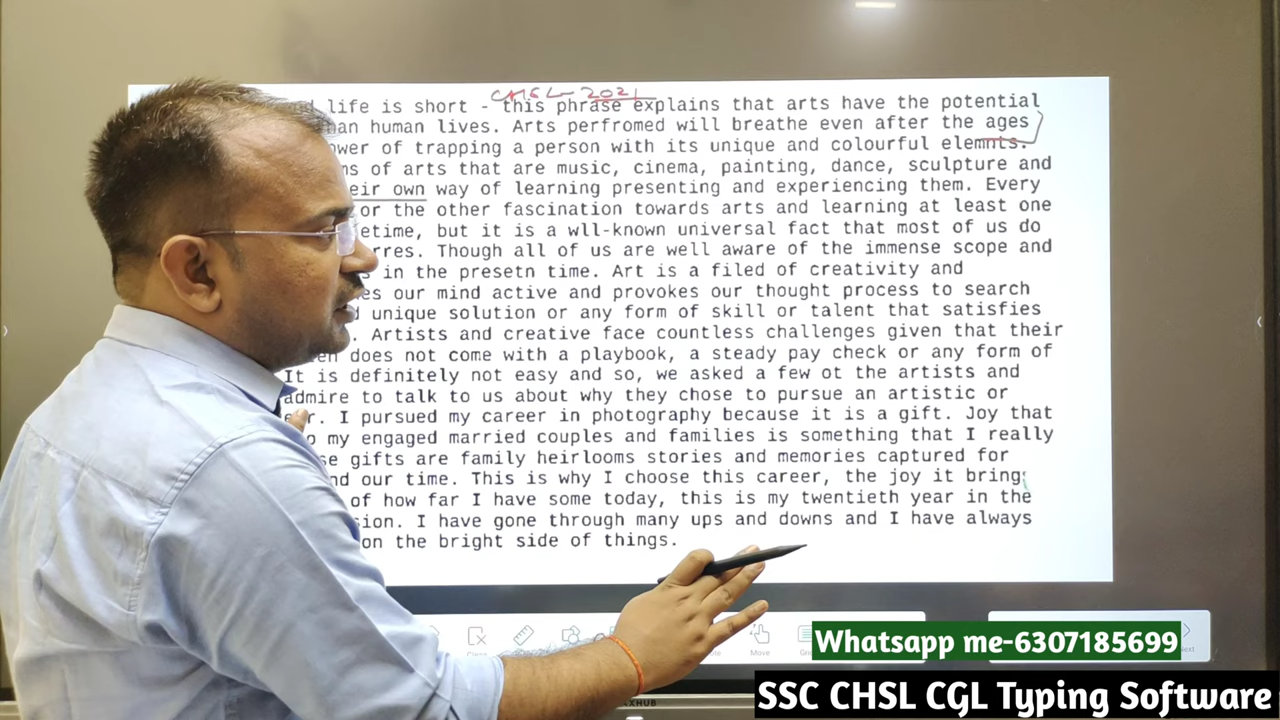 CHSL 2021
life is short - this phrase explains that arts have the potential
human lives. Arts perfromed will breathe even after the ages
of trapping a person with its unique and colourful elemnts.
of arts that are music, cinema, painting, dance, sculpture and
own way of learning presenting and experiencing them. Every
or the other fascination towards arts and learning at least one
but it is a wll-known universal fact that most of us do
Though all of us are well aware of the immense scope and
in the presetn time. Art is a filed of creativity and
our mind active and provokes our thought process to search
unique solution or any form of skill or talent that satisfies
. Artists and creative face countless challenges given that their
does not come with a playbook, a steady pay check or any form of
It is definitely not easy and so, we asked a few ot the artists and
admire to talk to us about why they chose to pursue an artistic or
I pursued my career in photography because it is a gift. Joy that
my engaged married couples and families is something that I really
gifts are family heirlooms stories and memories captured for
our time. This is why I choose this career, the joy it bring
of how far I have some today, this is my twentieth year in the
I have gone through many ups and downs and I have always
on the bright side of things.
Move
Whatsapp me-6307185699
SSC CHSL CGL Typing Software